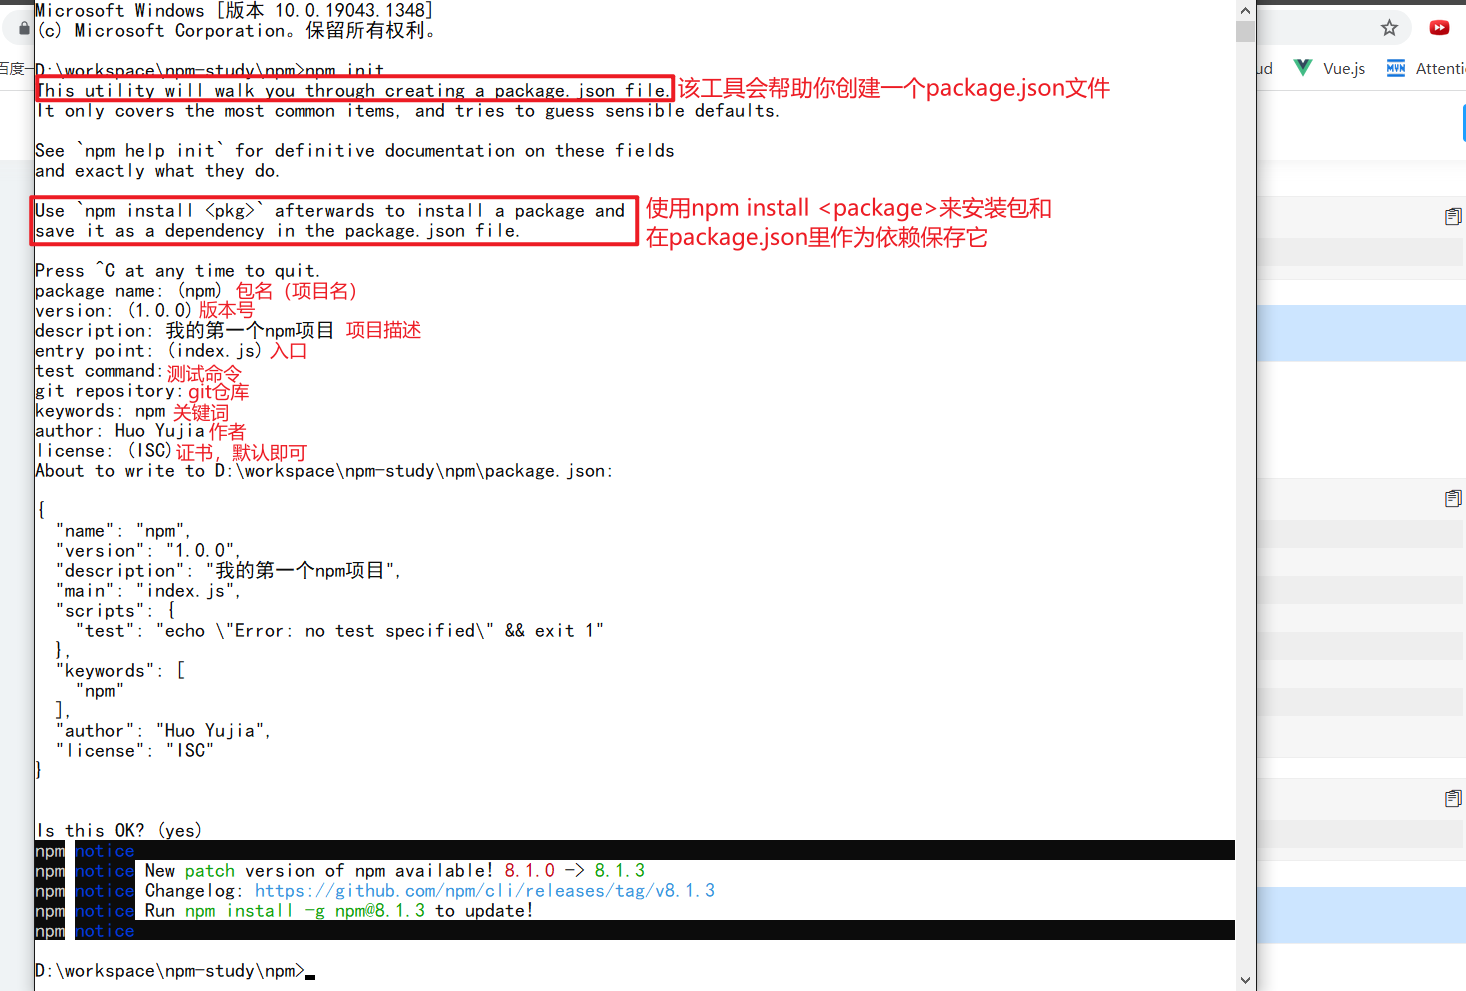 Microsoft Windows [版本 10.0.19043.1348]
(c) Microsoft Corporation。保留所有权利。
百度一
ud
Vue.js
MVN
Attenti
D:\workspace\npm-study\npm>npm init
This utility will walk you through creating a package.json file.
该工具会帮助你创建一个package.json文件
It only covers the most common items, and tries to guess sensible defaults.
See `npm help init` for definitive documentation on these fields
and exactly what they do.
Use `npm install <pkg>` afterwards to install a package and
save it as a dependency in the package.json file.
使用npm install <package>来安装包和
在package.json里作为依赖保存它
Press ^C at any time to quit.
package name: (npm) 包名（项目名）
version: (1.0.0) 版本号
description: 我的第一个npm项目 项目描述
entry point: (index.js) 入口
test command: 测试命令
git repository: git仓库
keywords: npm 关键词
author: Huo Yujia 作者
license: (ISC) 证书，默认即可
About to write to D:\workspace\npm-study\npm\package.json:
{
"name": "npm",
"version": "1.0.0",
"description": "我的第一个npm项目",
"main": "index.js",
"scripts": {
"test": "echo \"Error: no test specified\" && exit 1"
},
"keywords": [
"npm"
],
"author": "Huo Yujia",
"license": "ISC"
}
Is this OK? (yes)
npm notice
npm notice New patch version of npm available! 8.1.0 -> 8.1.3
npm notice Changelog: https://github.com/npm/cli/releases/tag/v8.1.3
npm notice Run npm install -g npm@8.1.3 to update!
npm notice
D:\workspace\npm-study\npm>